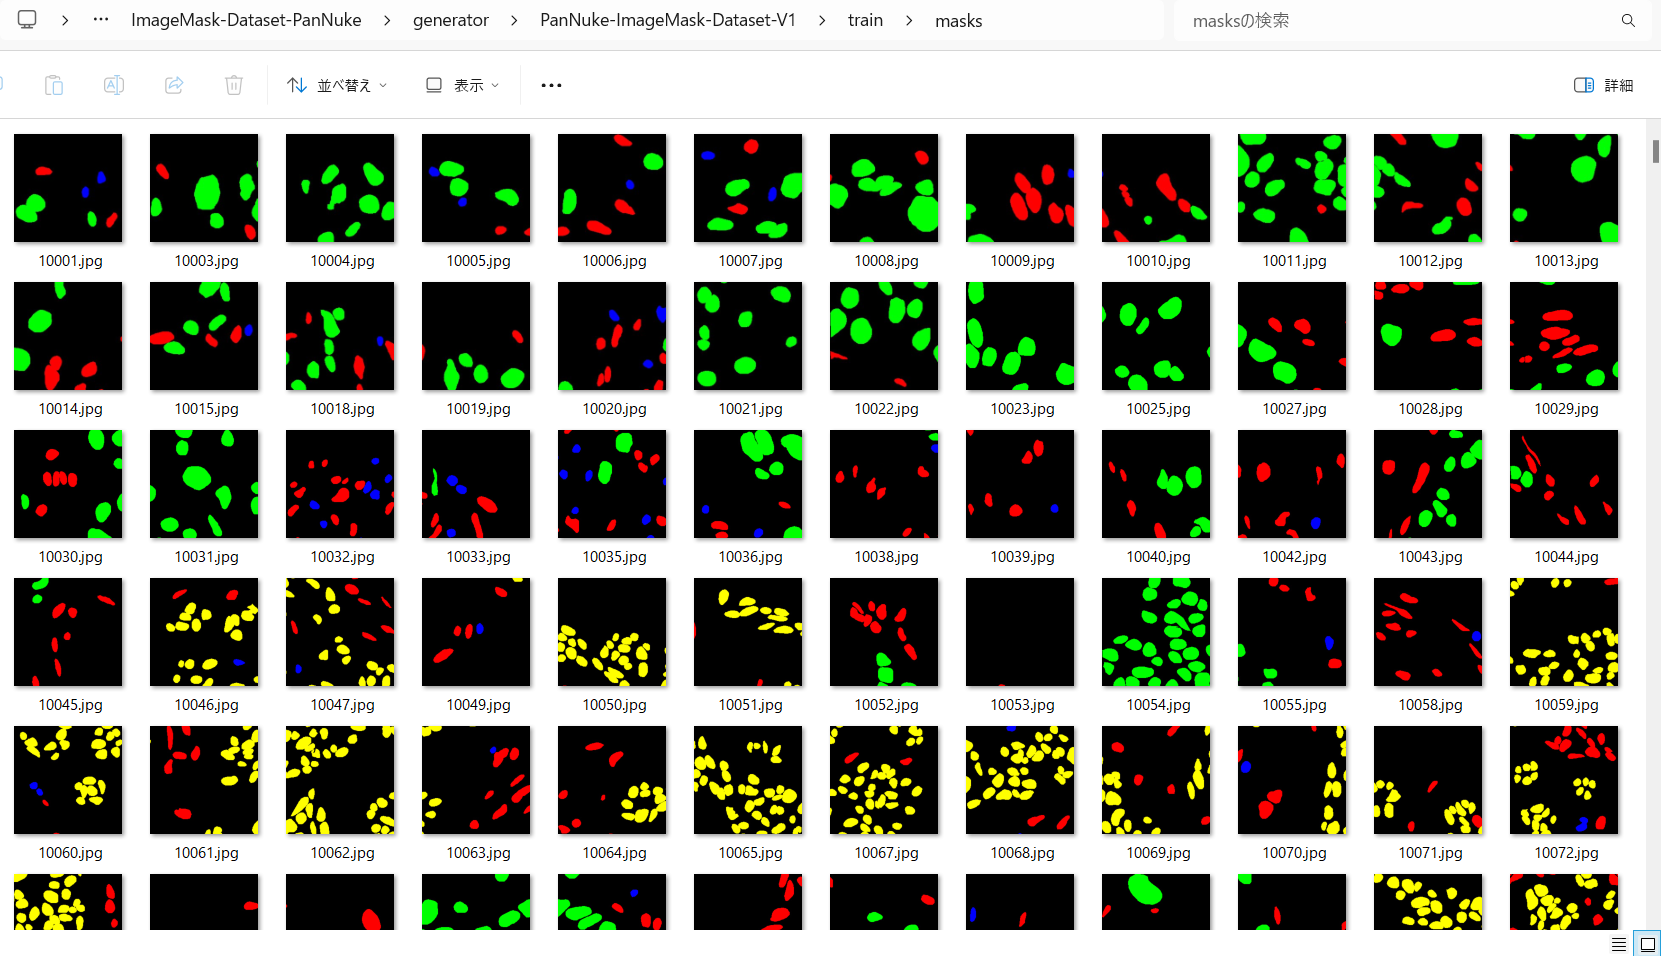 ImageMask-Dataset-PanNuke > generator > PanNuke-ImageMask-Dataset-V1 > train > masks
masksの検索
並べ替え 表示 詳細
10001.jpg 10003.jpg 10004.jpg 10005.jpg 10006.jpg 10007.jpg 10008.jpg 10009.jpg 10010.jpg 10011.jpg 10012.jpg 10013.jpg
10014.jpg 10015.jpg 10018.jpg 10019.jpg 10020.jpg 10021.jpg 10022.jpg 10023.jpg 10025.jpg 10027.jpg 10028.jpg 10029.jpg
10030.jpg 10031.jpg 10032.jpg 10033.jpg 10035.jpg 10036.jpg 10038.jpg 10039.jpg 10040.jpg 10042.jpg 10043.jpg 10044.jpg
10045.jpg 10046.jpg 10047.jpg 10049.jpg 10050.jpg 10051.jpg 10052.jpg 10053.jpg 10054.jpg 10055.jpg 10058.jpg 10059.jpg
10060.jpg 10061.jpg 10062.jpg 10063.jpg 10064.jpg 10065.jpg 10067.jpg 10068.jpg 10069.jpg 10070.jpg 10071.jpg 10072.jpg